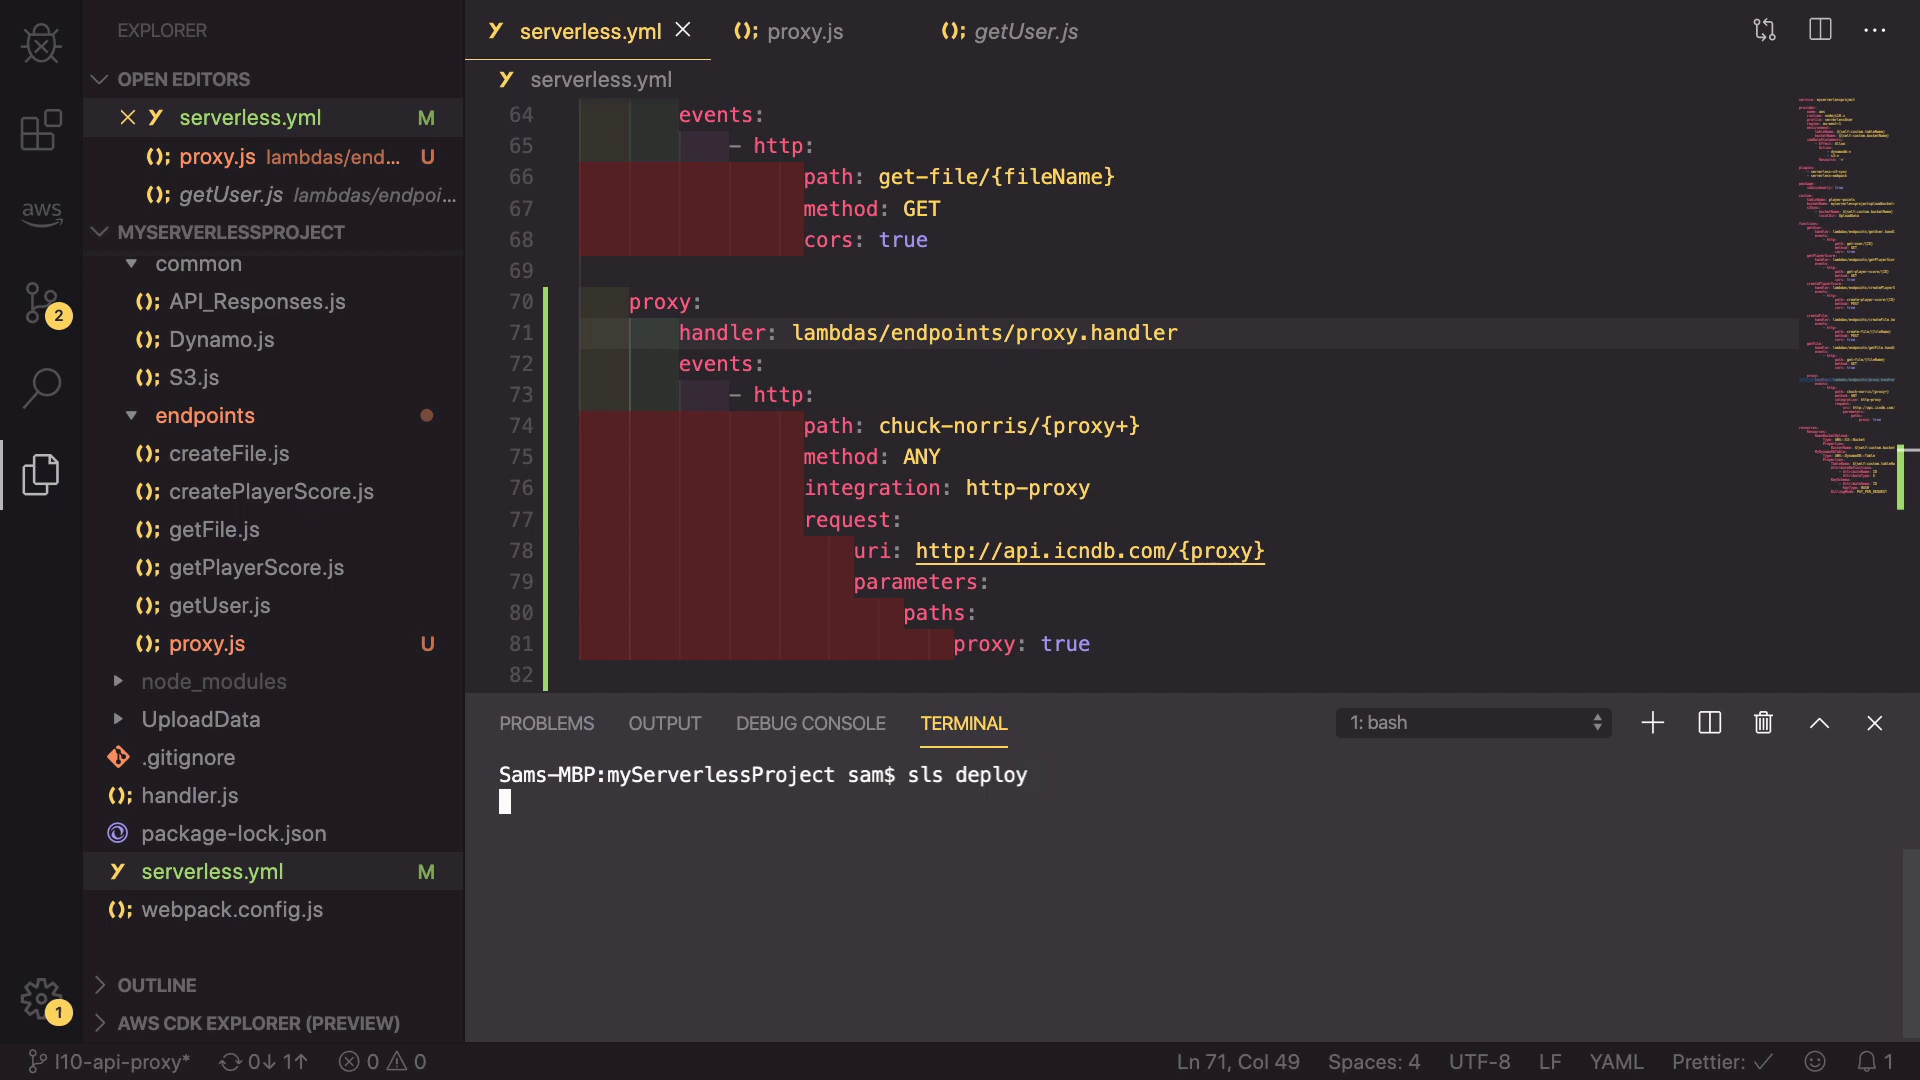 EXPLORER
OPEN EDITORS
serverless.yml M
proxy.js lambdas/end... U
getUser.js lambdas/endpoi...
aws
MYSERVERLESSPROJECT
common
API_Responses.js
2
Dynamo.js
S3.js
endpoints
createFile.js
createPlayerScore.js
getFile.js
getPlayerScore.js
getUser.js
proxy.js U
node_modules
UploadData
.gitignore
handler.js
package-lock.json
serverless.yml M
webpack.config.js
OUTLINE
1
AWS CDK EXPLORER (PREVIEW)
serverless.yml proxy.js getUser.js
serverless.yml
64 events:
65 - http:
66 path: get-file/{fileName}
67 method: GET
68 cors: true
69
70 proxy:
71 handler: lambdas/endpoints/proxy.handler
72 events:
73 - http:
74 path: chuck-norris/{proxy+}
75 method: ANY
76 integration: http-proxy
77 request:
78 uri: http://api.icndb.com/{proxy}
79 parameters:
80 paths:
81 proxy: true
82
PROBLEMS OUTPUT DEBUG CONSOLE TERMINAL 1: bash
Sams-MBP:myServerlessProject sam$ sls deploy
l10-api-proxy* 0↓ 1↑ 0 0 Ln 71, Col 49 Spaces: 4 UTF-8 LF YAML Prettier: ✓ 1